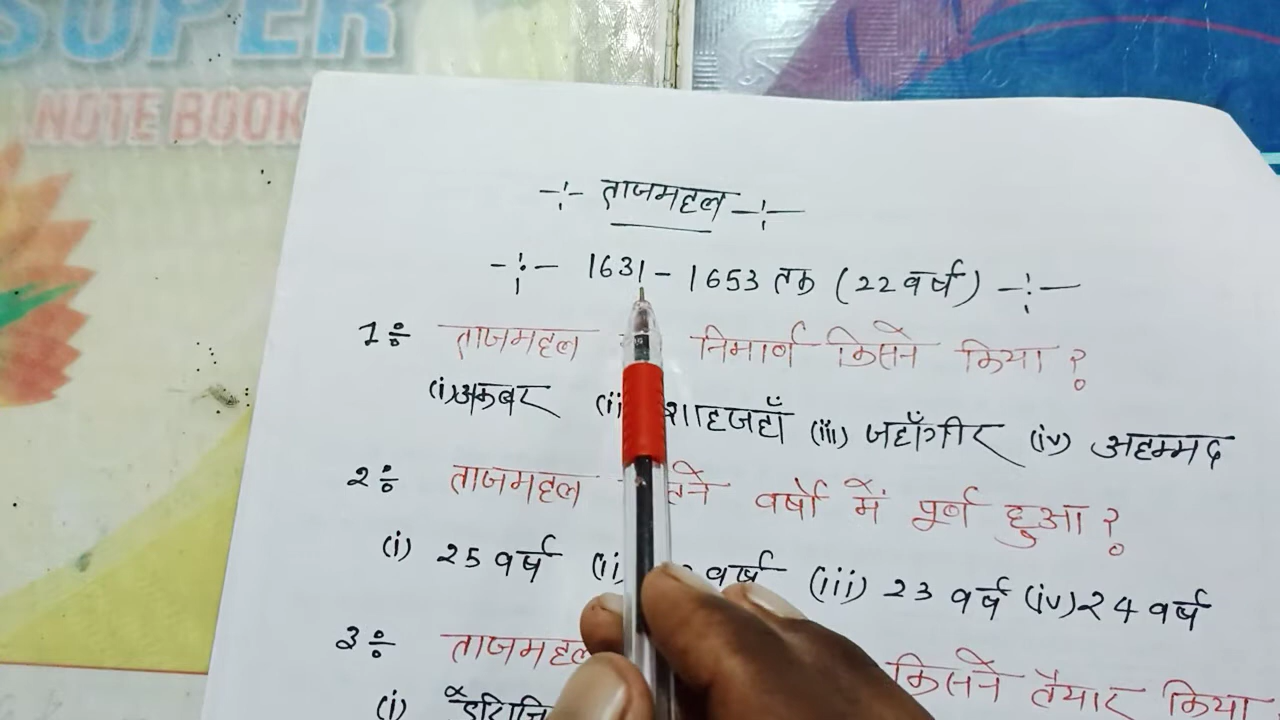 SUPER
NOTE BOOK
ताजमहल
1631 - 1653 तक (22 वर्ष)
1÷ ताजमहल निमार्ण किसने किया ?
(i) अकबर (ii) शाहजहाँ (iii) जहाँगीर (iv) अहम्मद
2÷ ताजमहल वर्षो में पूर्ण हुआ ?
(i) 25 वर्ष (ii) वर्ष (iii) 23 वर्ष (iv) 24 वर्ष
3÷ ताजमहल किसने तैयार किया
(i)